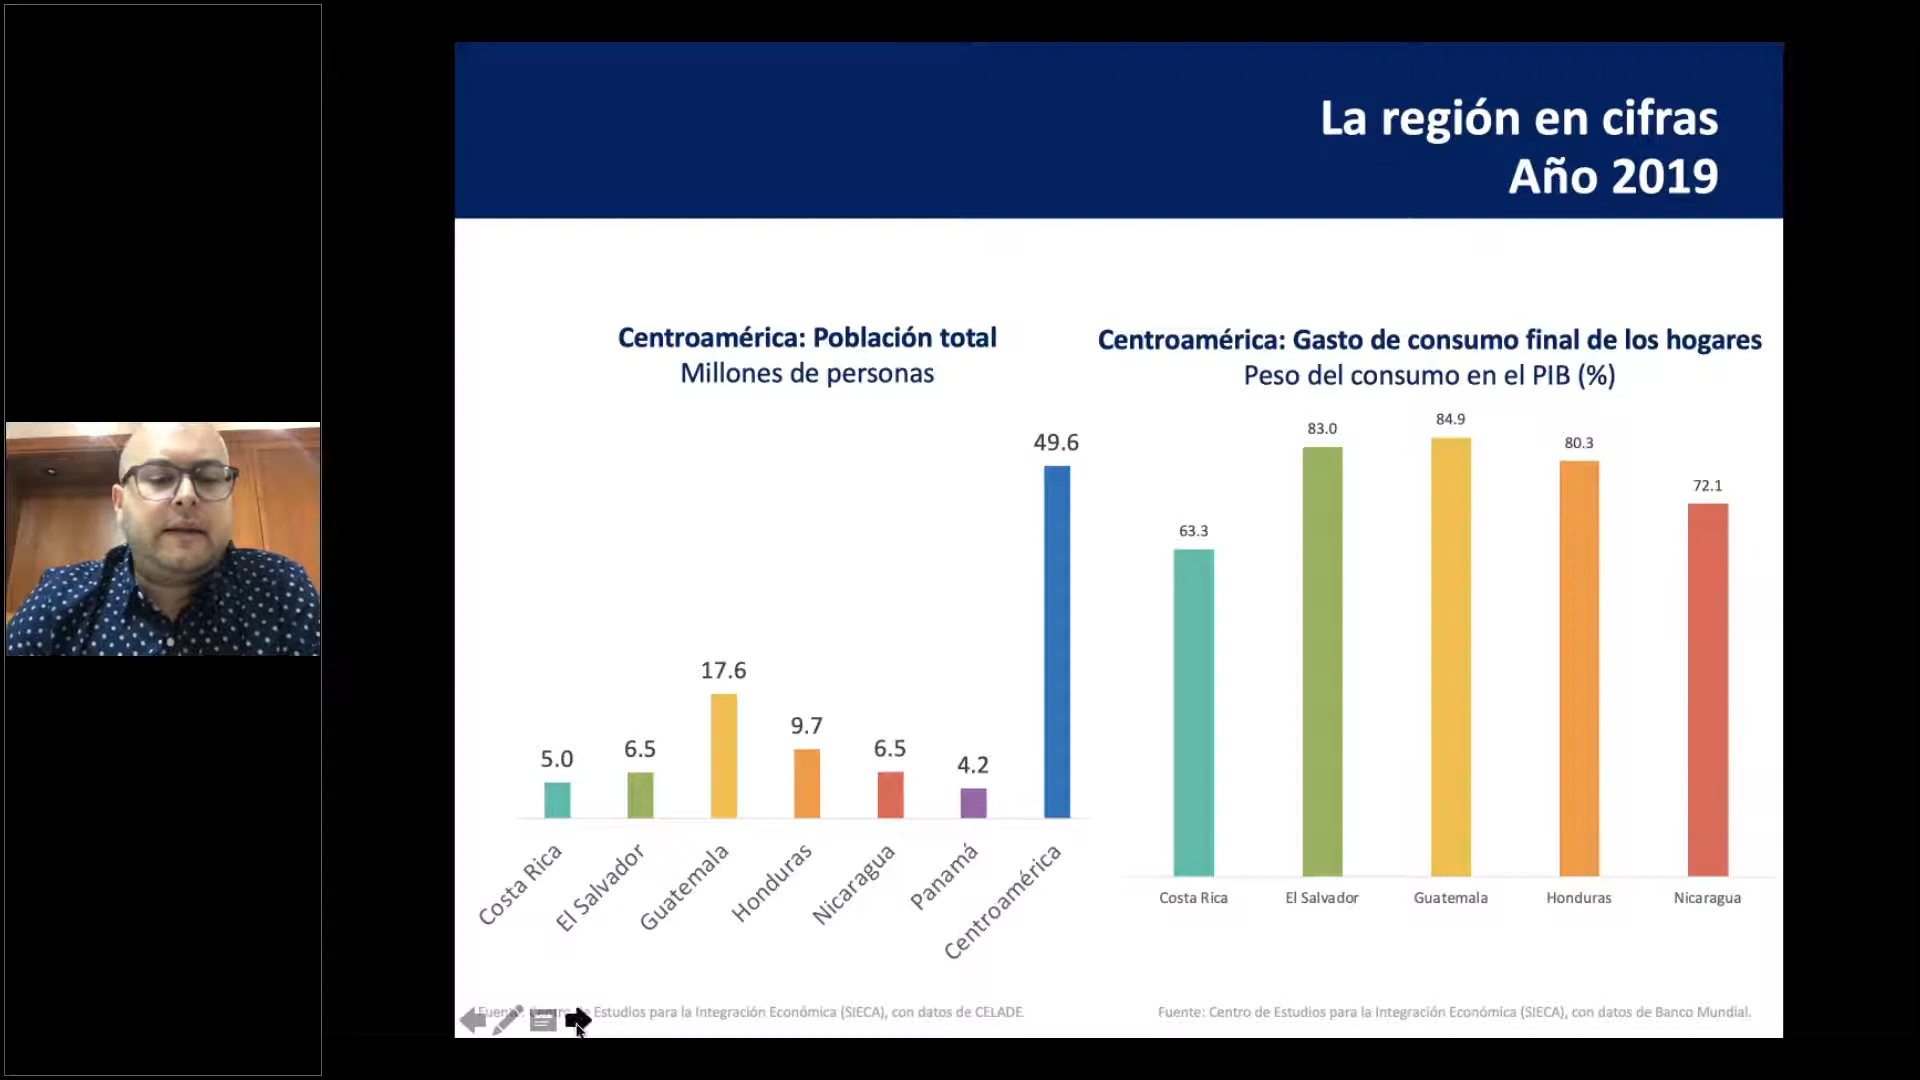 La región en cifras
Año 2019
Centroamérica: Población total
Millones de personas
49.6
17.6
9.7
6.5
6.5
5.0
4.2
Costa Rica
El Salvador
Guatemala
Honduras
Nicaragua
Panamá
Centroamérica
Fuente: Centro de Estudios para la Integración Económica (SIECA), con datos de CELADE.
Centroamérica: Gasto de consumo final de los hogares
Peso del consumo en el PIB (%)
63.3
83.0
84.9
80.3
72.1
Costa Rica
El Salvador
Guatemala
Honduras
Nicaragua
Fuente: Centro de Estudios para la Integración Económica (SIECA), con datos de Banco Mundial.